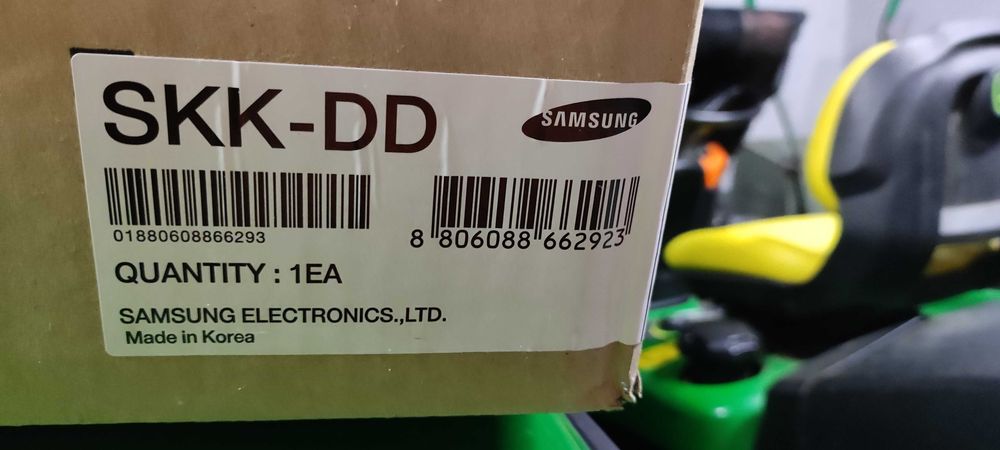 SKK-DD
SAMSUNG
01880608866293
8 806088 662923
QUANTITY : 1EA
SAMSUNG ELECTRONICS.,LTD.
Made in Korea